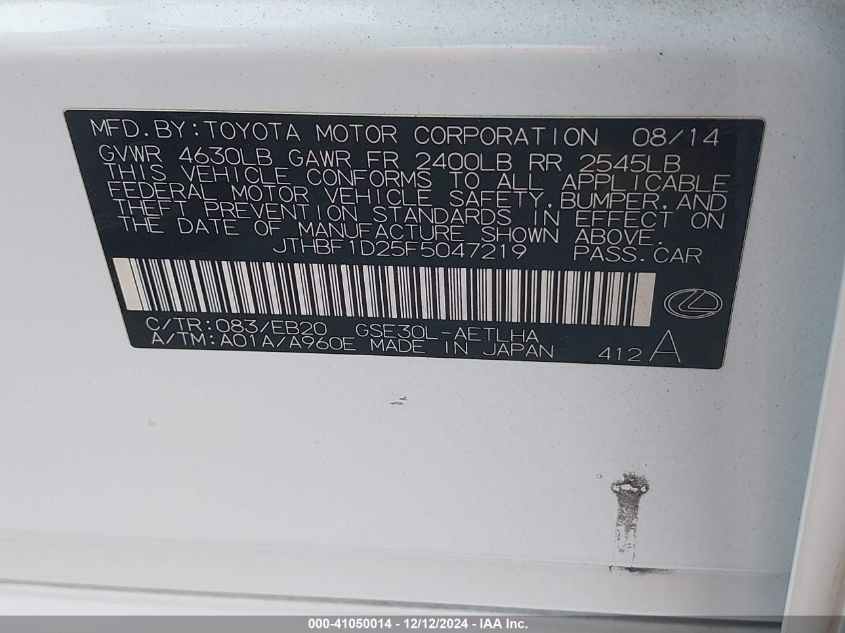 MFD.BY:TOYOTA MOTOR CORPORATION 08/14
GVWR 4630LB GAWR FR 2400LB RR 2545LB
THIS VEHICLE CONFORMS TO ALL APPLICABLE
FEDERAL MOTOR VEHICLE SAFETY,BUMPER,AND
THEFT PREVENTION STANDARDS IN EFFECT ON
THE DATE OF MANUFACTURE SHOWN ABOVE.
JTHBF1D25F5047219 PASS.CAR
C/TR:083/EB20 GSE30L-AETLHA
A/TM:A01A/A960E MADE IN JAPAN 412A
000-41050014 - 12/12/2024 - IAA Inc.